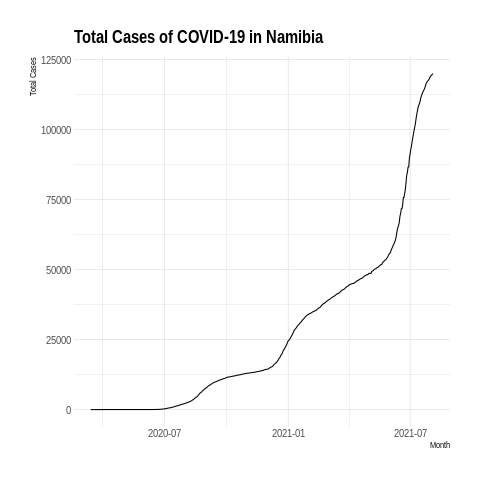 Total Cases of COVID-19 in Namibia
Total Cases
125000
100000
75000
50000
25000
0
2020-07 2021-01 2021-07
Month